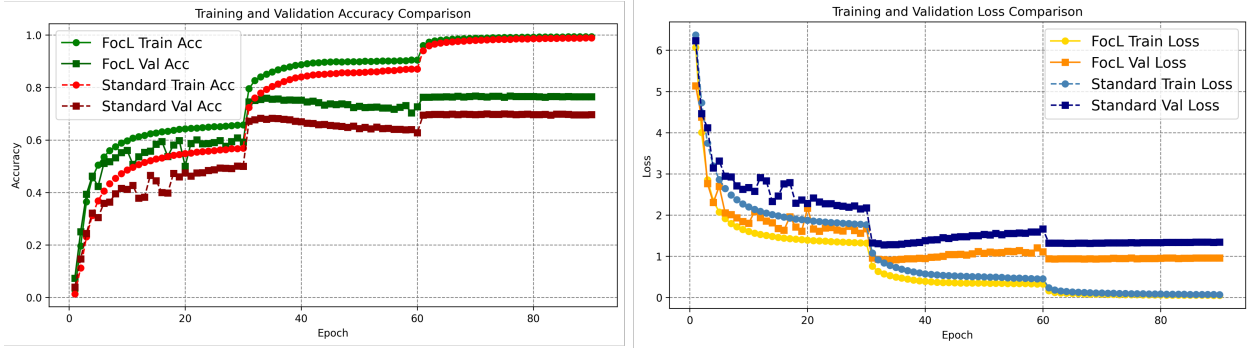 Training and Validation Accuracy Comparison
1.0
0.8
0.6
0.4
0.2
0.0
Accuracy
FocL Train Acc
FocL Val Acc
Standard Train Acc
Standard Val Acc
0 20 40 60 80
Epoch
Training and Validation Loss Comparison
6
5
4
3
2
1
0
Loss
FocL Train Loss
FocL Val Loss
Standard Train Loss
Standard Val Loss
0 20 40 60 80
Epoch